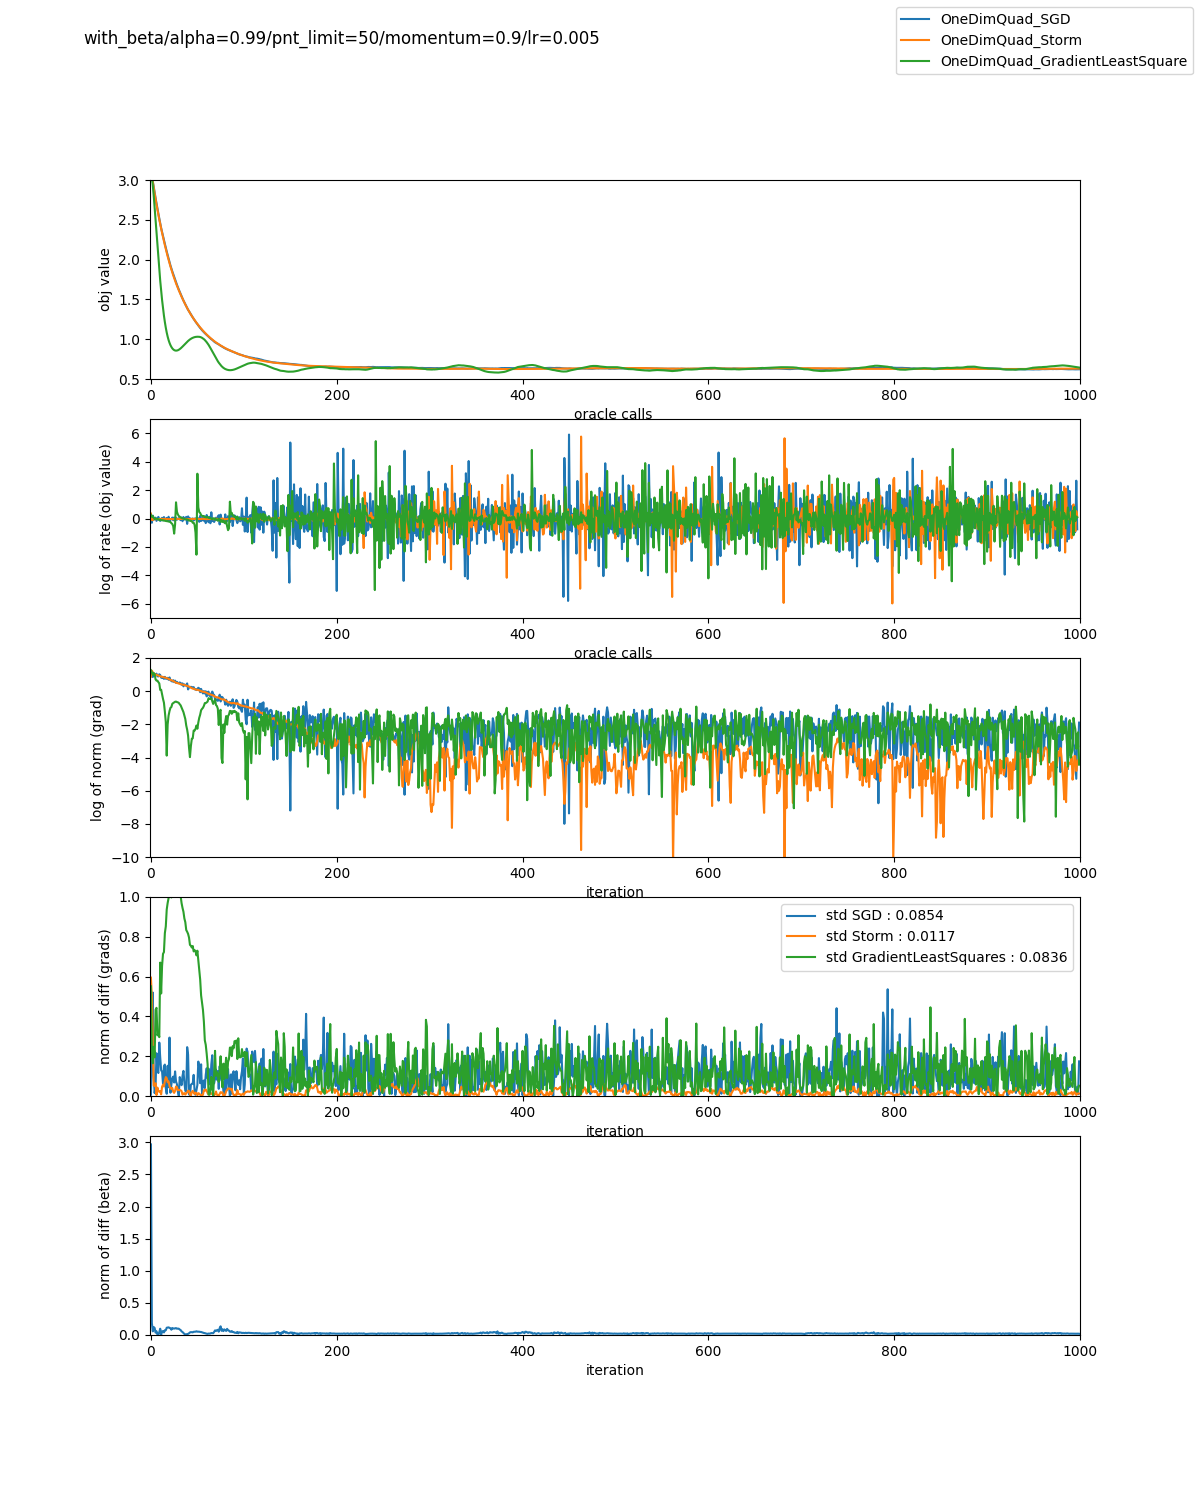 with_beta/alpha=0.99/pnt_limit=50/momentum=0.9/lr=0.005
OneDimQuad_SGD
OneDimQuad_Storm
OneDimQuad_GradientLeastSquare
obj value
3.0
2.5
2.0
1.5
1.0
0.5
0 200 400 600 800 1000
oracle calls
log of rate (obj value)
6
4
2
0
−2
−4
−6
0 200 400 600 800 1000
oracle calls
log of norm (grad)
2
0
−2
−4
−6
−8
−10
0 200 400 600 800 1000
iteration
norm of diff (grads)
1.0
0.8
0.6
0.4
0.2
0.0
std SGD : 0.0854
std Storm : 0.0117
std GradientLeastSquares : 0.0836
0 200 400 600 800 1000
iteration
norm of diff (beta)
3.0
2.5
2.0
1.5
1.0
0.5
0.0
0 200 400 600 800 1000
iteration